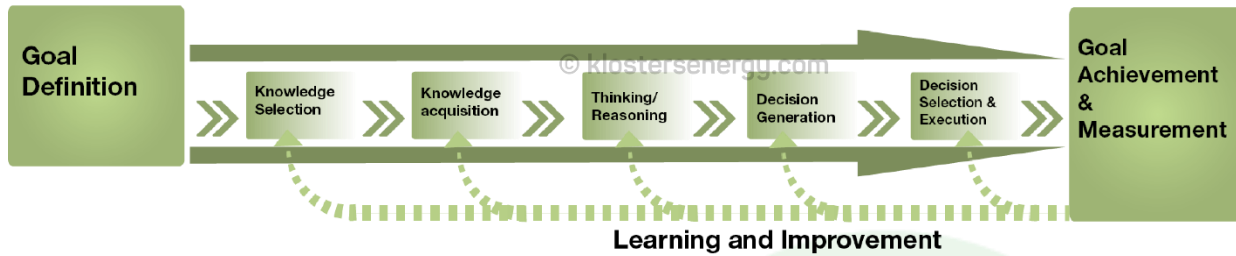 Goal
Definition
© klostersenergy.com
Knowledge
Selection
Knowledge
acquisition
Thinking/
Reasoning
Decision
Generation
Decision
Selection &
Execution
Goal
Achievement
&
Measurement
Learning and Improvement